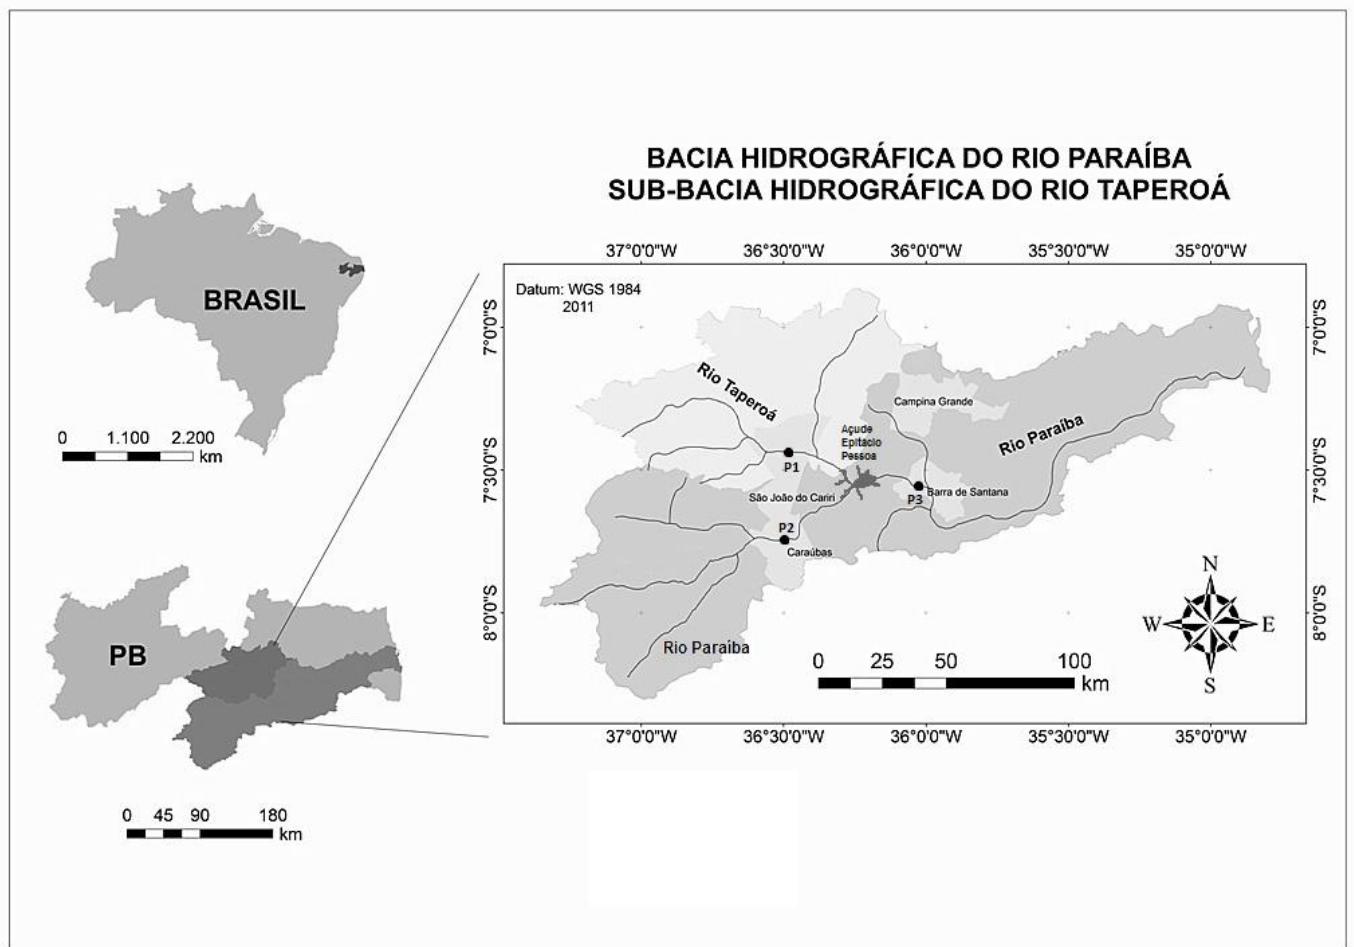 BACIA HIDROGRÁFICA DO RIO PARAÍBA
SUB-BACIA HIDROGRÁFICA DO RIO TAPEROÁ
BRASIL
0 1.100 2.200
km
PB
0 45 90 180
km
37°0'0"W 36°30'0"W 36°0'0"W 35°30'0"W 35°0'0"W
Datum: WGS 1984
2011
7°0'0"S
7°30'0"S
8°0'0"S
7°0'0"S
7°30'0"S
8°0'0"S
Rio Taperoá
Campina Grande
Açude
Epitácio
Pessoa
Rio Paraíba
P1
São João do Cariri
P3
Barra de Santana
P2
Caraúbas
Rio Paraíba
0 25 50 100
km
N
W E
S
37°0'0"W 36°30'0"W 36°0'0"W 35°30'0"W 35°0'0"W